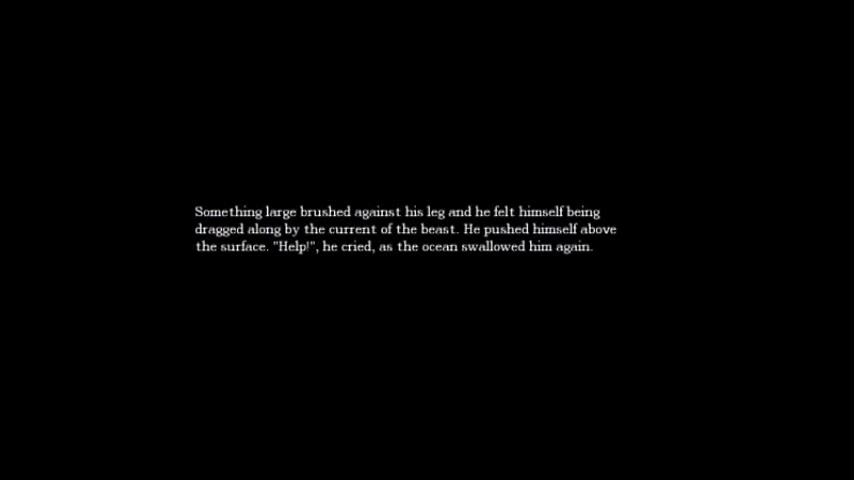 Something large brushed against his leg and he felt himself being
dragged along by the current of the beast. He pushed himself above
the surface. "Help!", he cried, as the ocean swallowed him again.